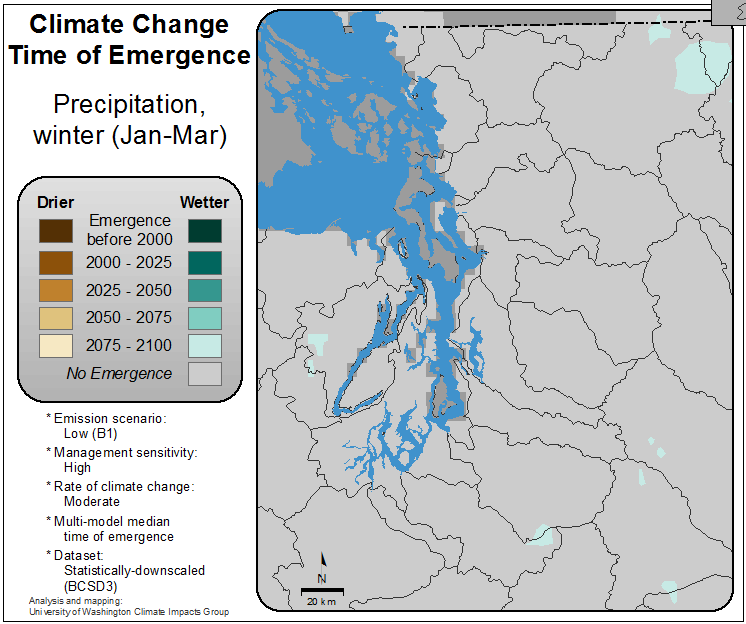 Climate Change
Time of Emergence
Precipitation,
winter (Jan-Mar)
Drier Wetter
Emergence
before 2000
2000 - 2025
2025 - 2050
2050 - 2075
2075 - 2100
No Emergence
* Emission scenario:
Low (B1)
* Management sensitivity:
High
* Rate of climate change:
Moderate
* Multi-model median
time of emergence
* Dataset:
Statistically-downscaled
(BCSD3)
Analysis and mapping:
University of Washington Climate Impacts Group
N
20 km